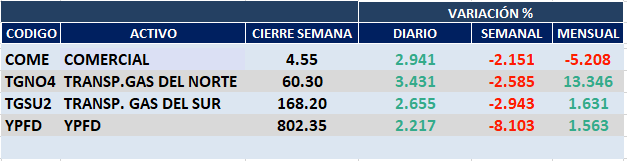 VARIACIÓN %
CODIGO ACTIVO CIERRE SEMANA DIARIO SEMANAL MENSUAL
COME COMERCIAL 4.55 2.941 -2.151 -5.208
TGNO4 TRANSP.GAS DEL NORTE 60.30 3.431 -2.585 13.346
TGSU2 TRANSP. GAS DEL SUR 168.20 2.655 -2.943 1.631
YPFD YPFD 802.35 2.217 -8.103 1.563